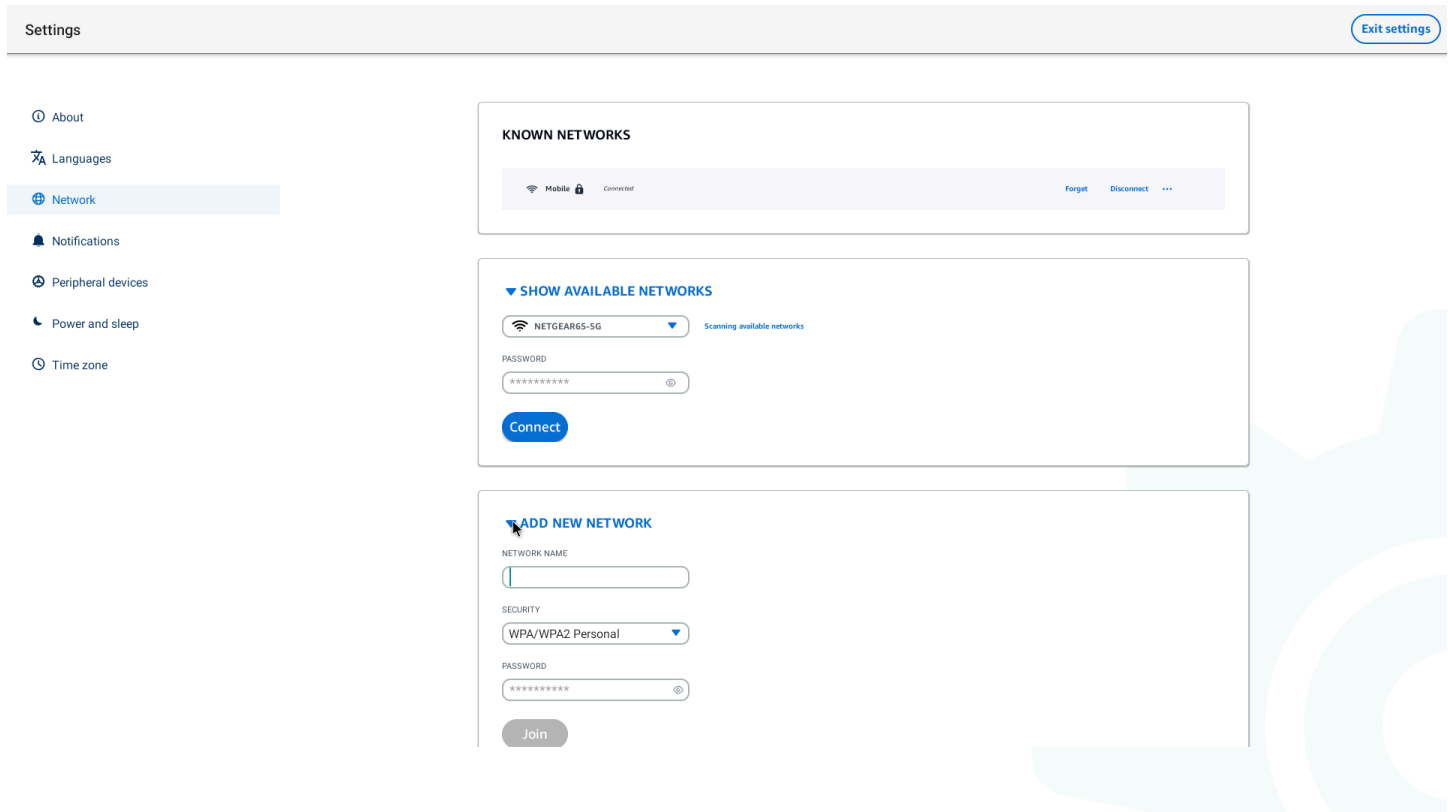 Settings
Exit settings
About
Languages
Network
Notifications
Peripheral devices
Power and sleep
Time zone
KNOWN NETWORKS
Mobile Connected Forget Disconnect ···
SHOW AVAILABLE NETWORKS
NETGEAR65-5G Scanning available networks
PASSWORD
**********
Connect
ADD NEW NETWORK
NETWORK NAME
SECURITY
WPA/WPA2 Personal
PASSWORD
**********
Join